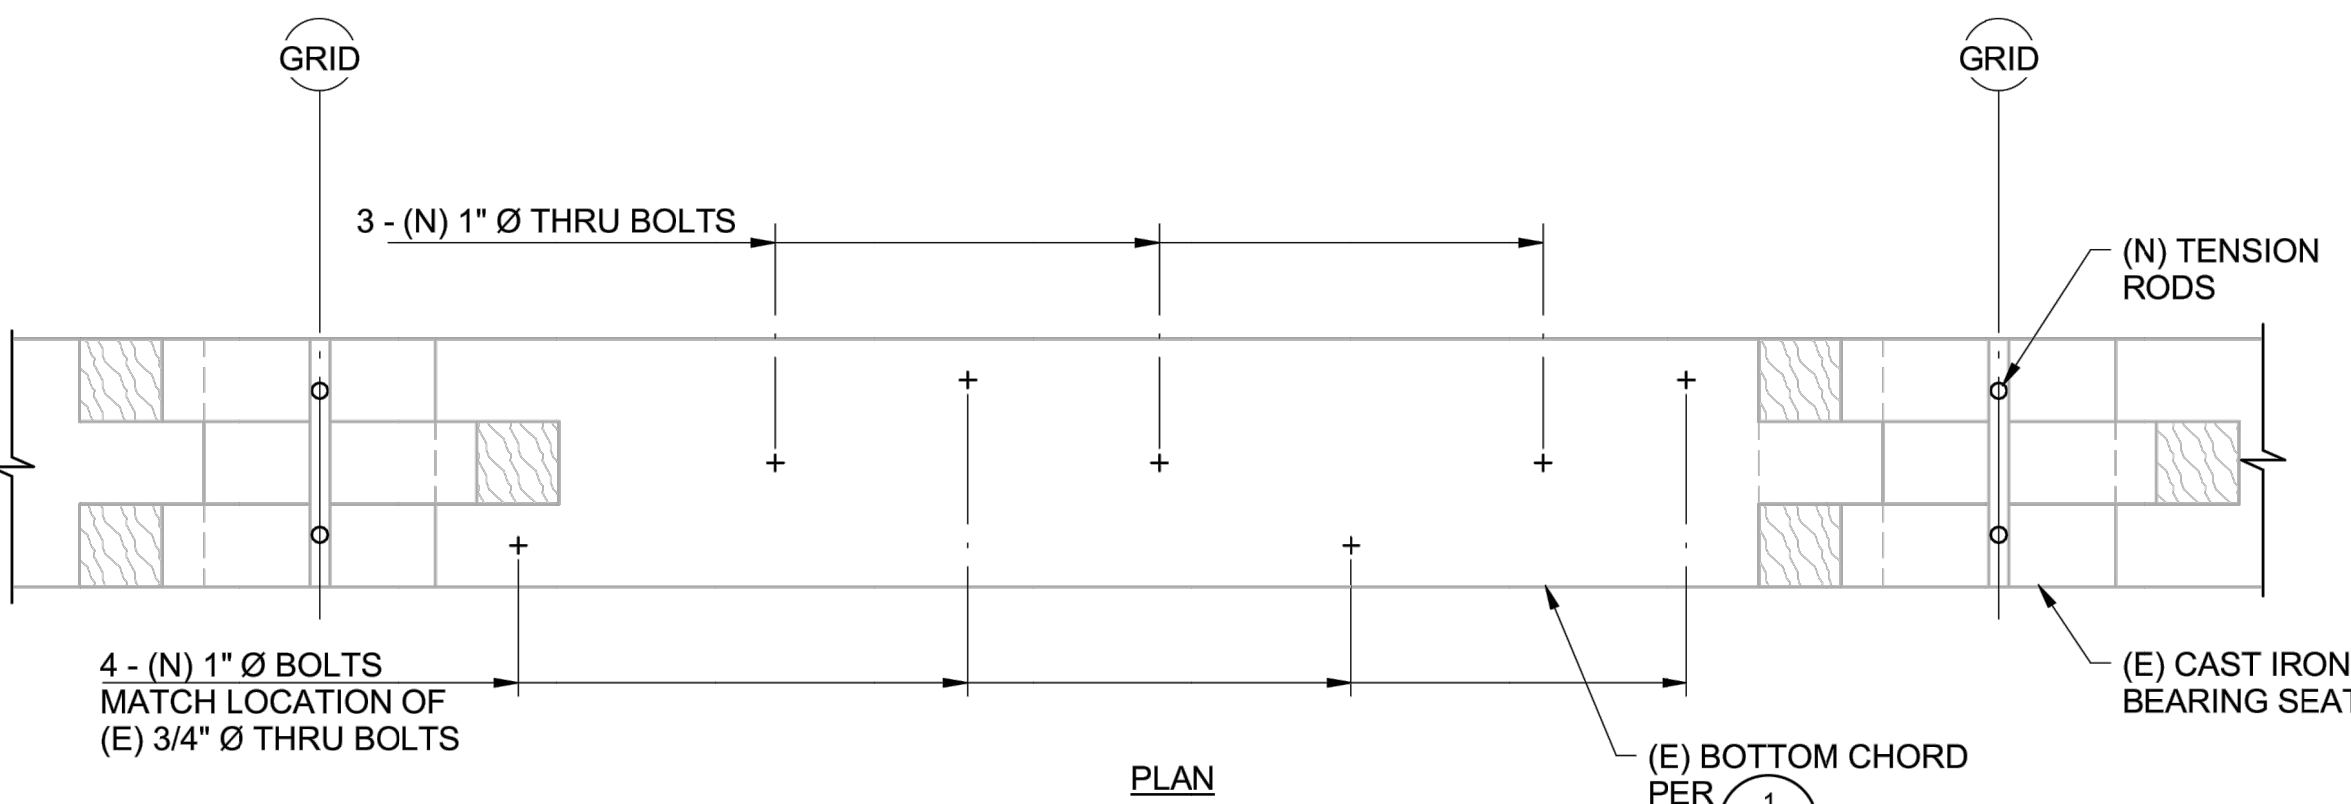 GRID
GRID
3 - (N) 1" Ø THRU BOLTS
(N) TENSION
RODS
4 - (N) 1" Ø BOLTS
MATCH LOCATION OF
(E) 3/4" Ø THRU BOLTS
(E) CAST IRON
BEARING SEAT
(E) BOTTOM CHORD
PER 1
PLAN